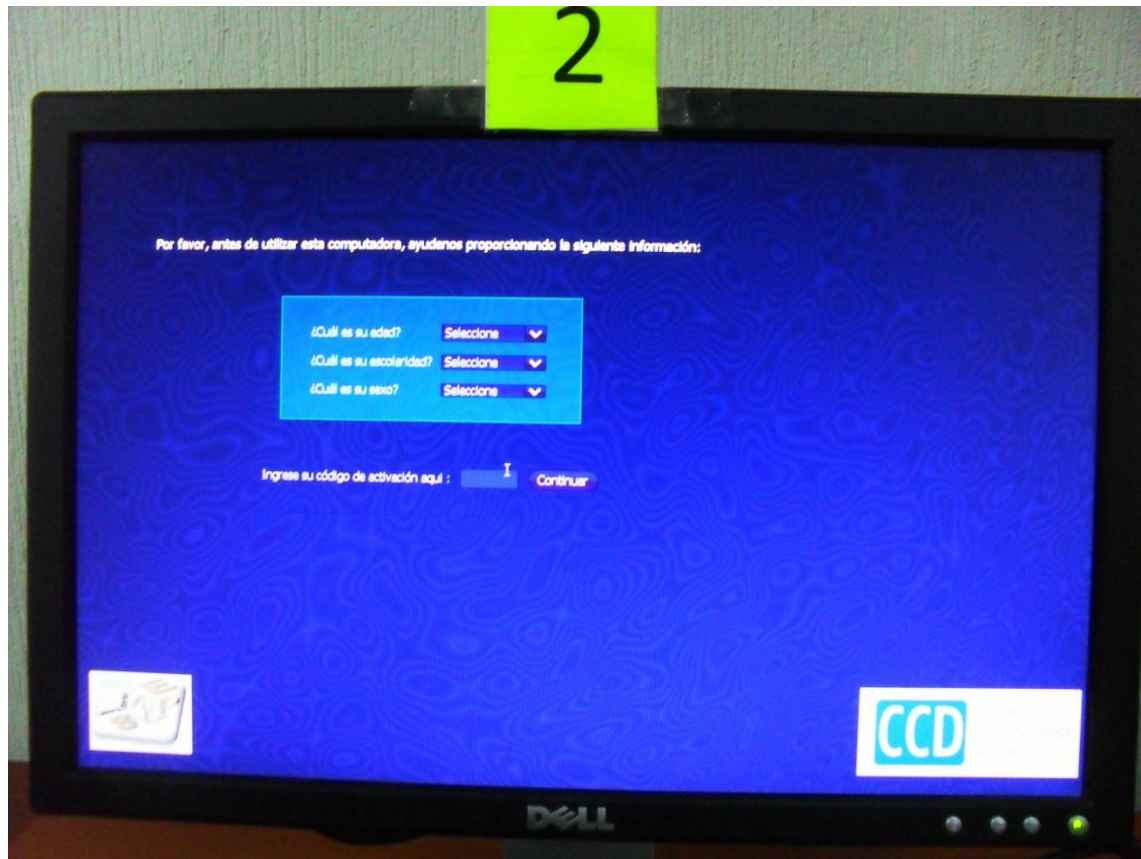 2
Por favor, antes de utilizar esta computadora, ayudenos proporcionando la siguiente información:
¿Cuál es su edad? Seleccione
¿Cuál es su escolaridad? Seleccione
¿Cuál es su sexo? Seleccione
Ingrese su código de activación aqui : Continuar
CCD
DELL